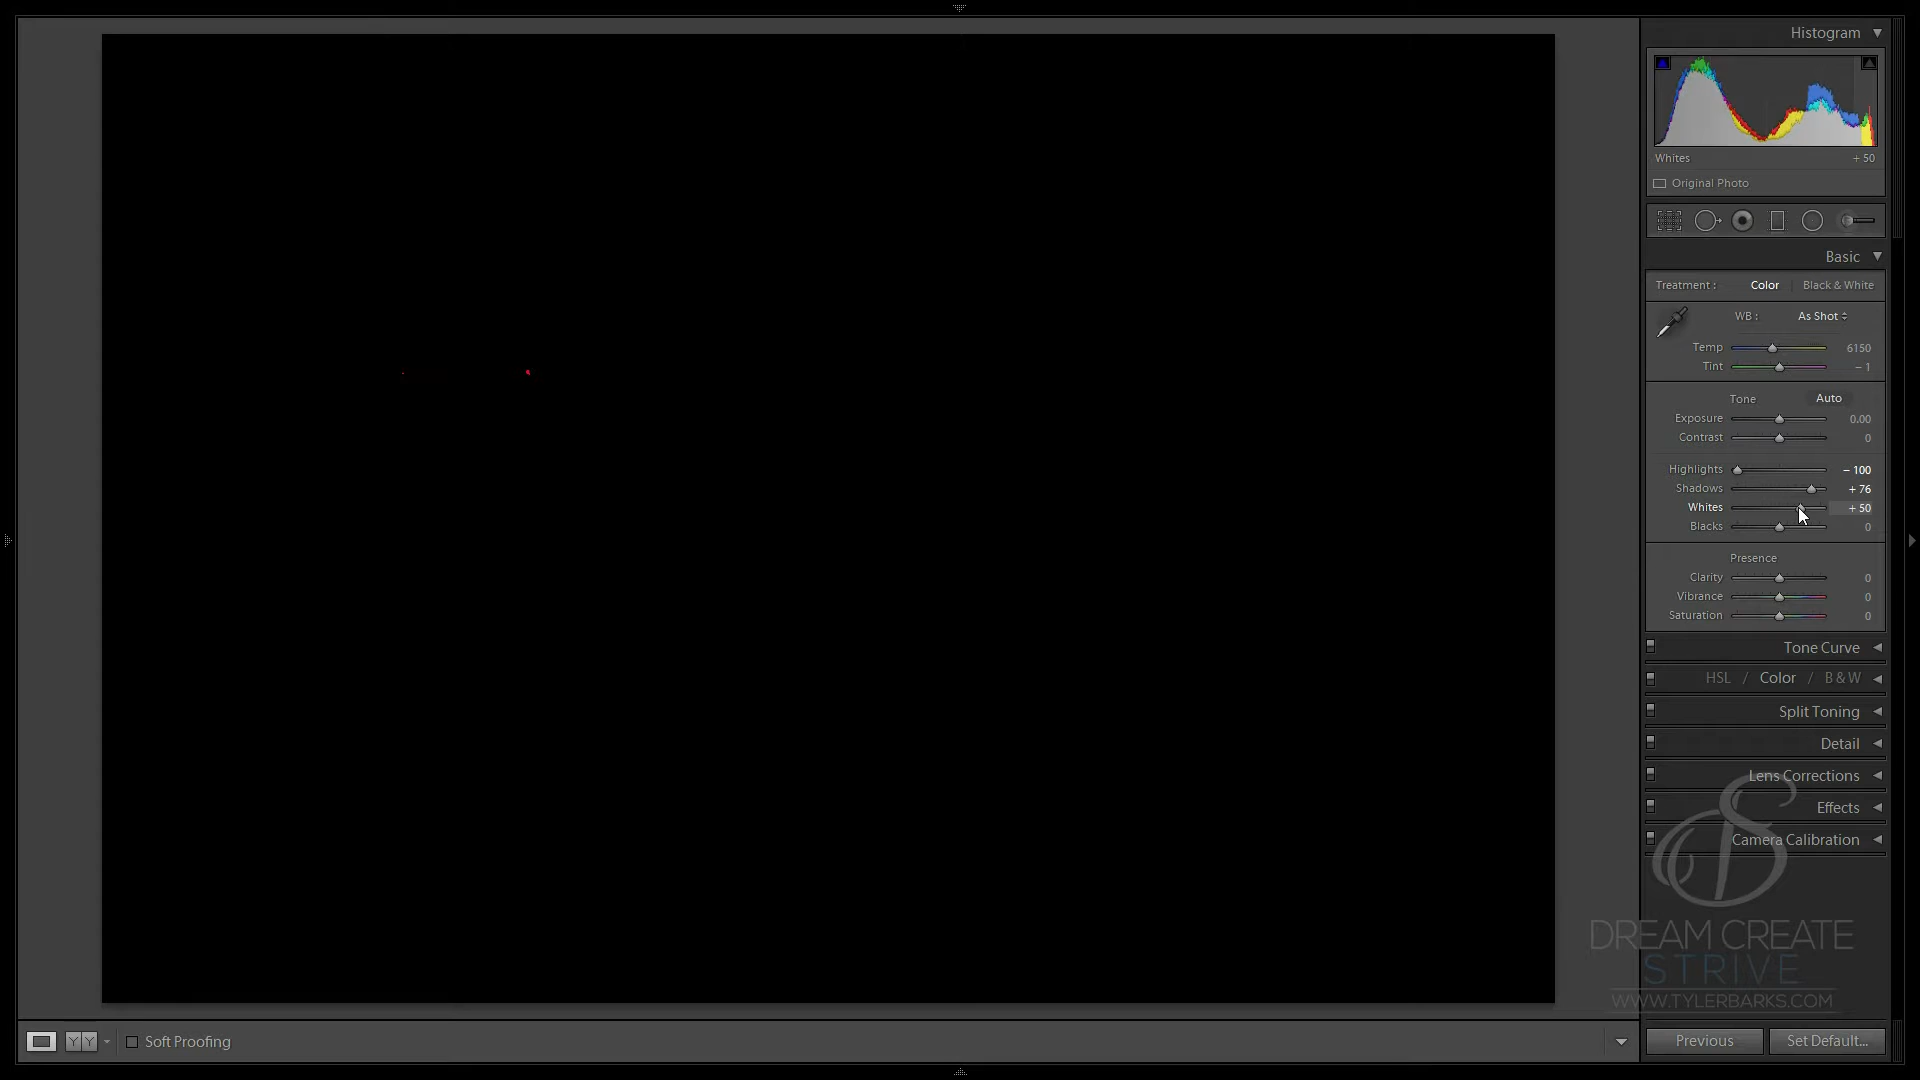 Histogram
Whites + 50
Original Photo
Basic
Treatment : Color Black & White
WB : As Shot
Temp 6150
Tint − 1
Tone Auto
Exposure 0.00
Contrast 0
Highlights − 100
Shadows + 76
Whites + 50
Blacks 0
Presence
Clarity 0
Vibrance 0
Saturation 0
Tone Curve
HSL / Color / B & W
Split Toning
Detail
Lens Corrections
Effects
Camera Calibration
DREAM CREATE
STRIVE
WWW.TYLERBARKS.COM
Y Y Soft Proofing
Previous Set Default...